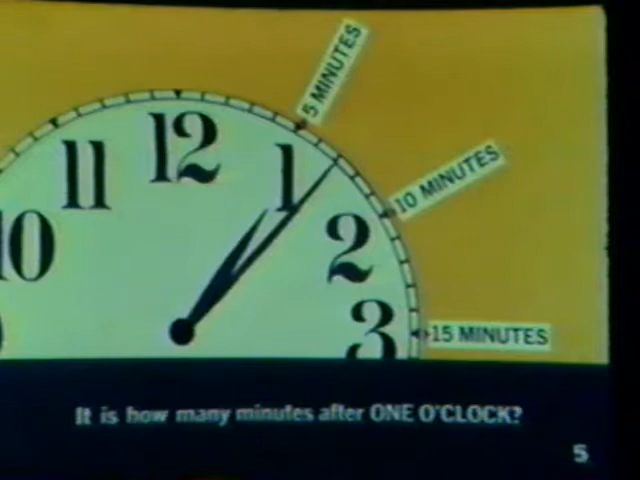 5 MINUTES
12
11
1
10 MINUTES
10
2
3
15 MINUTES
It is how many minutes after ONE O'CLOCK?
5